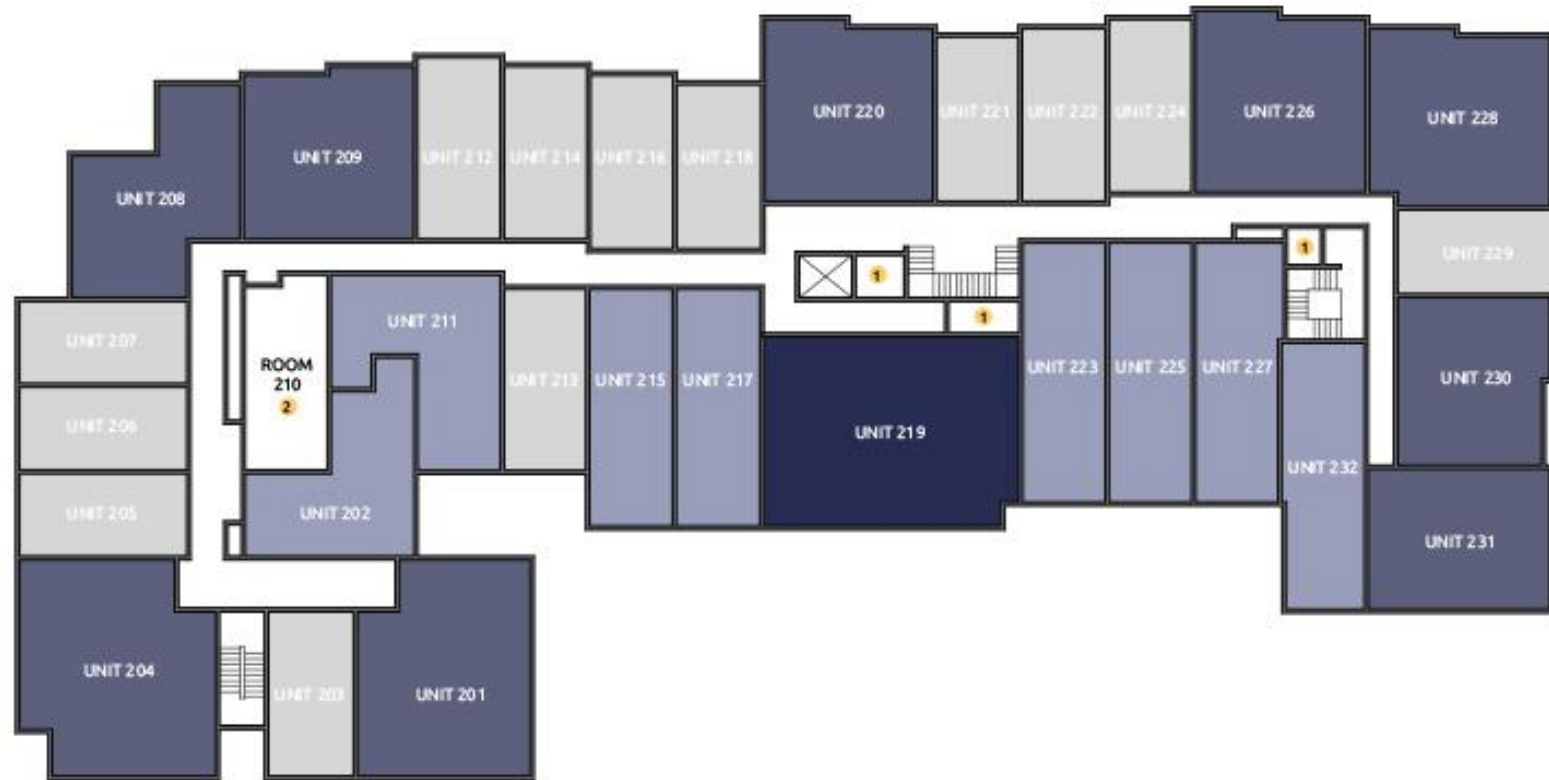 UNIT 220
UNIT 221
UNIT 222
UNIT 224
UNIT 226
UNIT 228
UNIT 209
UNIT 212
UNIT 214
UNIT 216
UNIT 218
UNIT 208
UNIT 229
1
1
1
UNIT 207
UNIT 211
ROOM
210
2
UNIT 213
UNIT 215
UNIT 217
UNIT 223
UNIT 225
UNIT 227
UNIT 230
UNIT 206
UNIT 219
UNIT 232
UNIT 205
UNIT 202
UNIT 231
UNIT 204
UNIT 203
UNIT 201